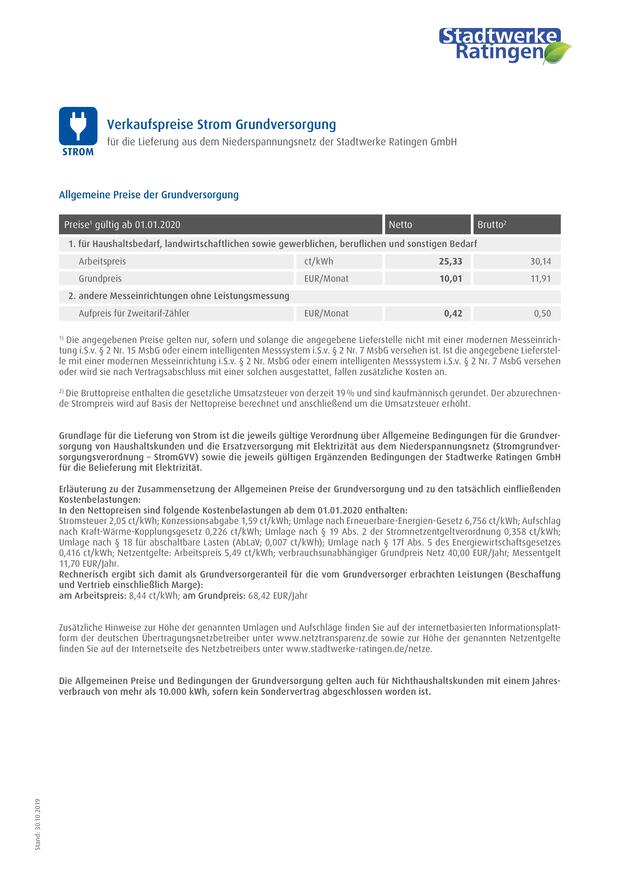 Stadtwerke
Ratingen
STROM
Verkaufspreise Strom Grundversorgung
für die Lieferung aus dem Niederspannungsnetz der Stadtwerke Ratingen GmbH
Allgemeine Preise der Grundversorgung
Preise¹ gültig ab 01.01.2020 Netto Brutto²
1. für Haushaltsbedarf, landwirtschaftlichen sowie gewerblichen, beruflichen und sonstigen Bedarf
Arbeitspreis ct/kWh 25,33 30,14
Grundpreis EUR/Monat 10,01 11,91
2. andere Messeinrichtungen ohne Leistungsmessung
Aufpreis für Zweitarif-Zähler EUR/Monat 0,42 0,50
¹⁾ Die angegebenen Preise gelten nur, sofern und solange die angegebene Lieferstelle nicht mit einer modernen Messeinrich-
tung i.S.v. § 2 Nr. 15 MsbG oder einem intelligenten Messsystem i.S.v. § 2 Nr. 7 MsbG versehen ist. Ist die angegebene Lieferstel-
le mit einer modernen Messeinrichtung i.S.v. § 2 Nr. MsbG oder einem intelligenten Messsystem i.S.v. § 2 Nr. 7 MsbG versehen
oder wird sie nach Vertragsabschluss mit einer solchen ausgestattet, fallen zusätzliche Kosten an.
²⁾ Die Bruttopreise enthalten die gesetzliche Umsatzsteuer von derzeit 19 % und sind kaufmännisch gerundet. Der abzurechnen-
de Strompreis wird auf Basis der Nettopreise berechnet und anschließend um die Umsatzsteuer erhöht.
Grundlage für die Lieferung von Strom ist die jeweils gültige Verordnung über Allgemeine Bedingungen für die Grundver-
sorgung von Haushaltskunden und die Ersatzversorgung mit Elektrizität aus dem Niederspannungsnetz (Stromgrundver-
sorgungsverordnung – StromGVV) sowie die jeweils gültigen Ergänzenden Bedingungen der Stadtwerke Ratingen GmbH
für die Belieferung mit Elektrizität.
Erläuterung zu der Zusammensetzung der Allgemeinen Preise der Grundversorgung und zu den tatsächlich einfließenden
Kostenbelastungen:
In den Nettopreisen sind folgende Kostenbelastungen ab dem 01.01.2020 enthalten:
Stromsteuer 2,05 ct/kWh; Konzessionsabgabe 1,59 ct/kWh; Umlage nach Erneuerbare-Energien-Gesetz 6,756 ct/kWh; Aufschlag
nach Kraft-Wärme-Kopplungsgesetz 0,226 ct/kWh; Umlage nach § 19 Abs. 2 der Stromnetzentgeltverordnung 0,358 ct/kWh;
Umlage nach § 18 für abschaltbare Lasten (AbLaV; 0,007 ct/kWh); Umlage nach § 17f Abs. 5 des Energiewirtschaftsgesetzes
0,416 ct/kWh; Netzentgelte: Arbeitspreis 5,49 ct/kWh; verbrauchsunabhängiger Grundpreis Netz 40,00 EUR/Jahr; Messentgelt
11,70 EUR/Jahr.
Rechnerisch ergibt sich damit als Grundversorgeranteil für die vom Grundversorger erbrachten Leistungen (Beschaffung
und Vertrieb einschließlich Marge):
am Arbeitspreis: 8,44 ct/kWh; am Grundpreis: 68,42 EUR/Jahr
Zusätzliche Hinweise zur Höhe der genannten Umlagen und Aufschläge finden Sie auf der internetbasierten Informationsplatt-
form der deutschen Übertragungsnetzbetreiber unter www.netztransparenz.de sowie zur Höhe der genannten Netzentgelte
finden Sie auf der Internetseite des Netzbetreibers unter www.stadtwerke-ratingen.de/netze.
Die Allgemeinen Preise und Bedingungen der Grundversorgung gelten auch für Nichthaushaltskunden mit einem Jahres-
verbrauch von mehr als 10.000 kWh, sofern kein Sondervertrag abgeschlossen worden ist.
Stand: 30.10.2019